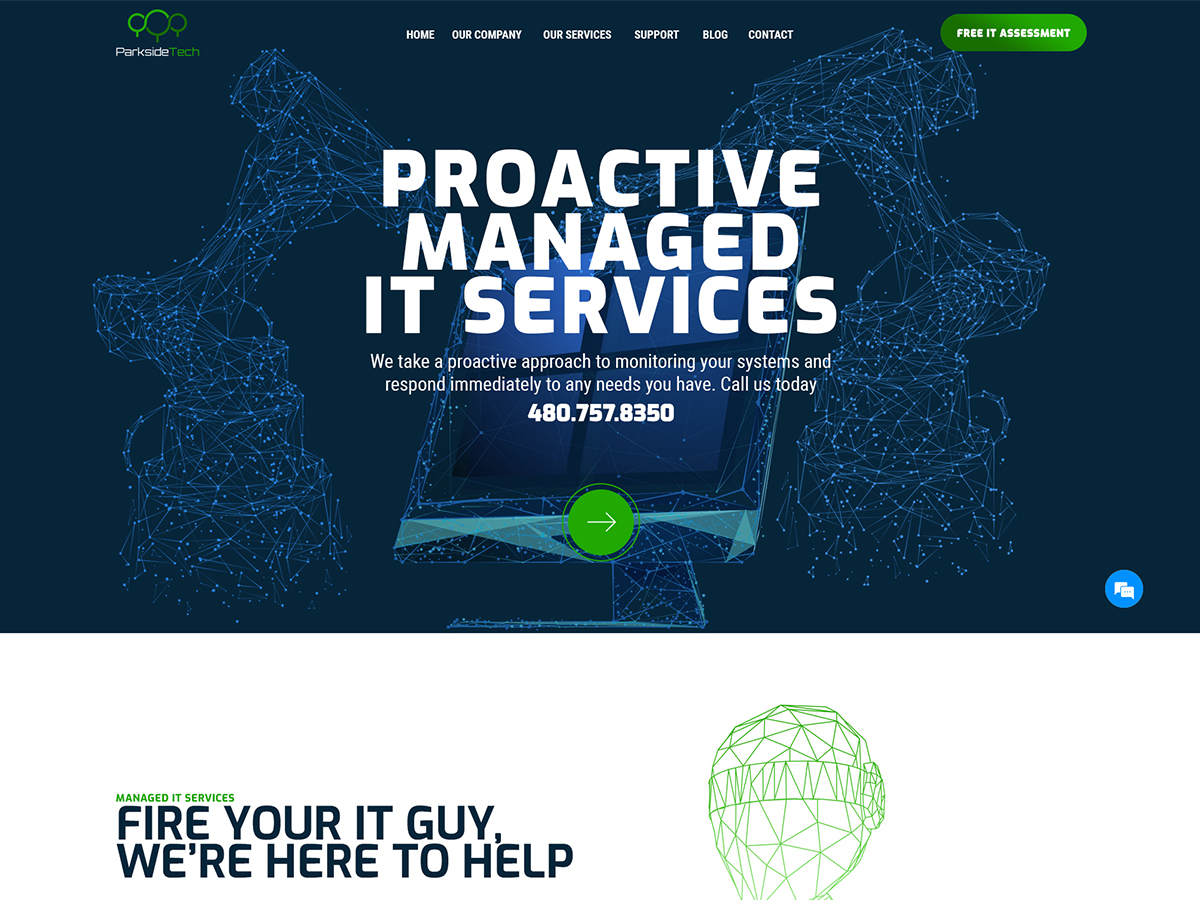 ParksideTech
HOME OUR COMPANY OUR SERVICES SUPPORT BLOG CONTACT
FREE IT ASSESSMENT
PROACTIVE
MANAGED
IT SERVICES
We take a proactive approach to monitoring your systems and
respond immediately to any needs you have. Call us today
480.757.8350
MANAGED IT SERVICES
FIRE YOUR IT GUY,
WE’RE HERE TO HELP